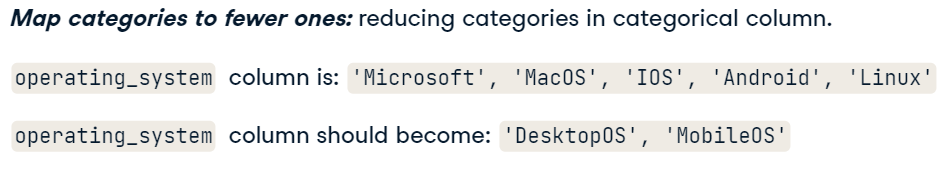 Map categories to fewer ones: reducing categories in categorical column.
operating_system column is: 'Microsoft', 'MacOS', 'IOS', 'Android', 'Linux'
operating_system column should become: 'DesktopOS', 'MobileOS'